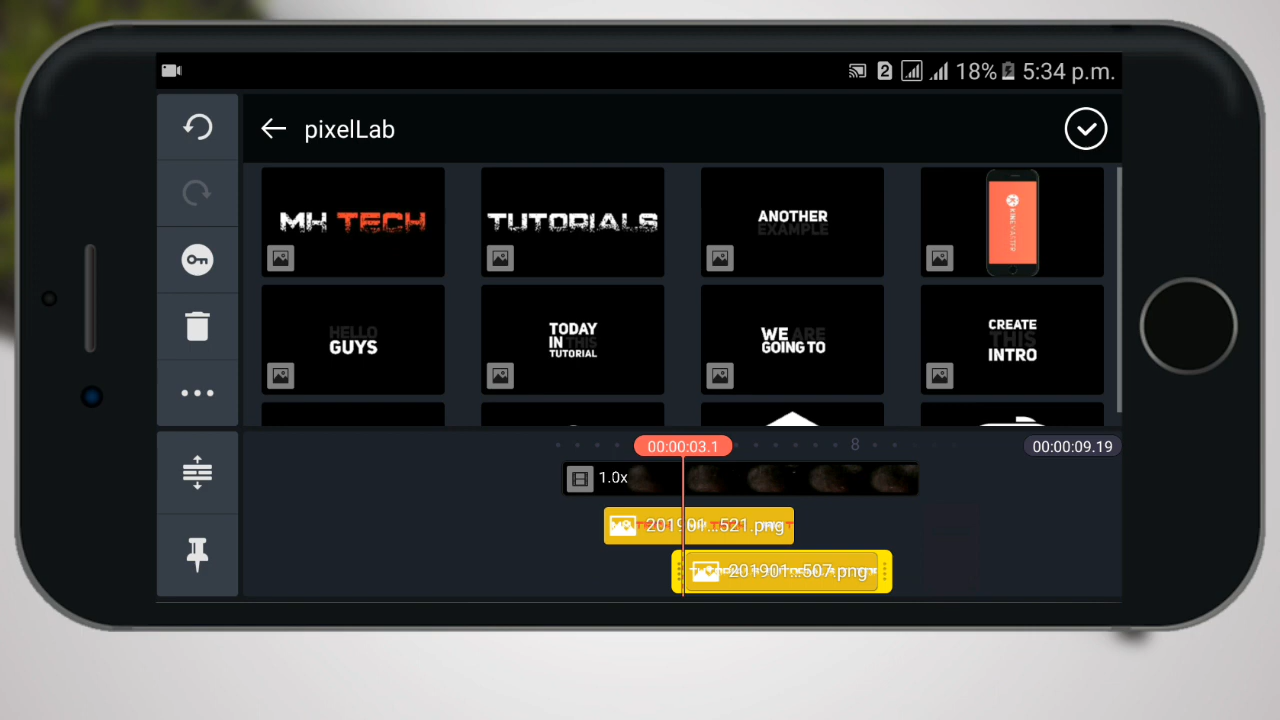 2 18% 5:34 p.m.
pixelLab
MH TECH
TUTORIALS
ANOTHER
EXAMPLE
KINEMASTER
HELLO
GUYS
TODAY
IN THIS
TUTORIAL
WE ARE
GOING TO
CREATE
THIS
INTRO
00:00:03.1
8
00:00:09.19
1.0x
201901...521.png
201901...507.png